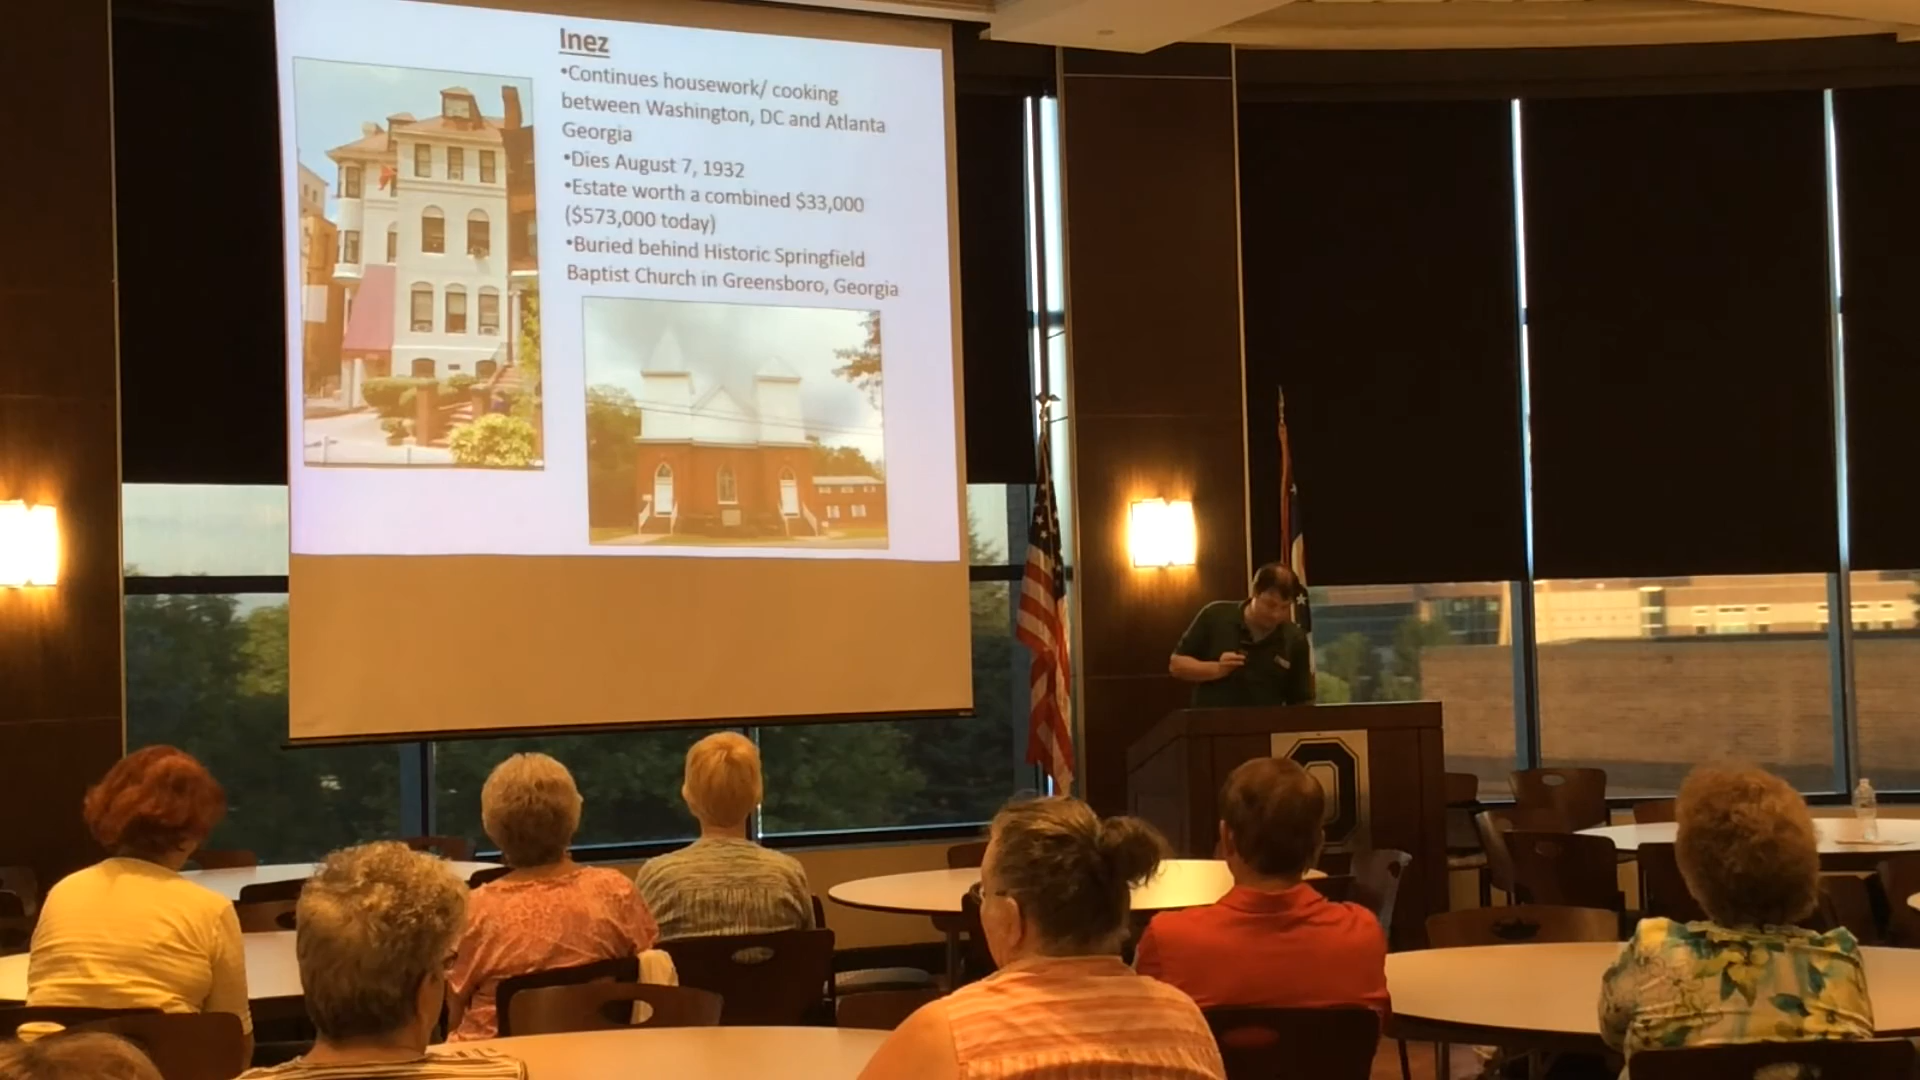 Inez
•Continues housework/ cooking
between Washington, DC and Atlanta
Georgia
•Dies August 7, 1932
•Estate worth a combined $33,000
($573,000 today)
•Buried behind Historic Springfield
Baptist Church in Greensboro, Georgia
O